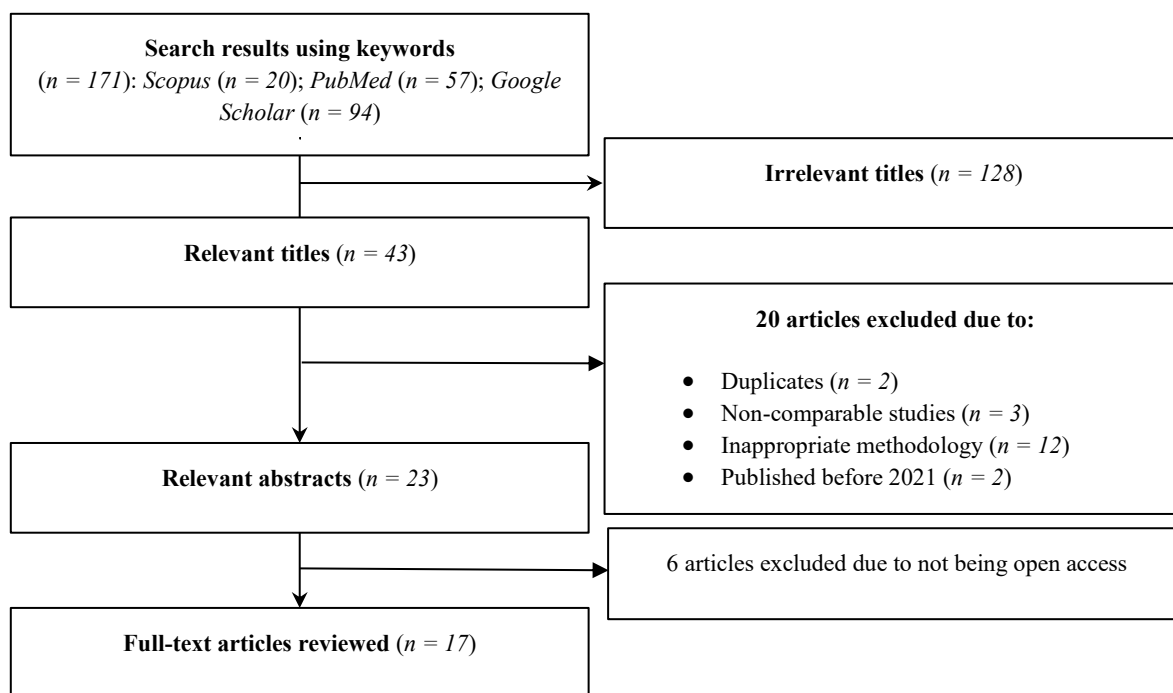 Search results using keywords
(n = 171): Scopus (n = 20); PubMed (n = 57); Google
Scholar (n = 94)
Irrelevant titles (n = 128)
Relevant titles (n = 43)
20 articles excluded due to:
• Duplicates (n = 2)
• Non-comparable studies (n = 3)
• Inappropriate methodology (n = 12)
• Published before 2021 (n = 2)
Relevant abstracts (n = 23)
6 articles excluded due to not being open access
Full-text articles reviewed (n = 17)